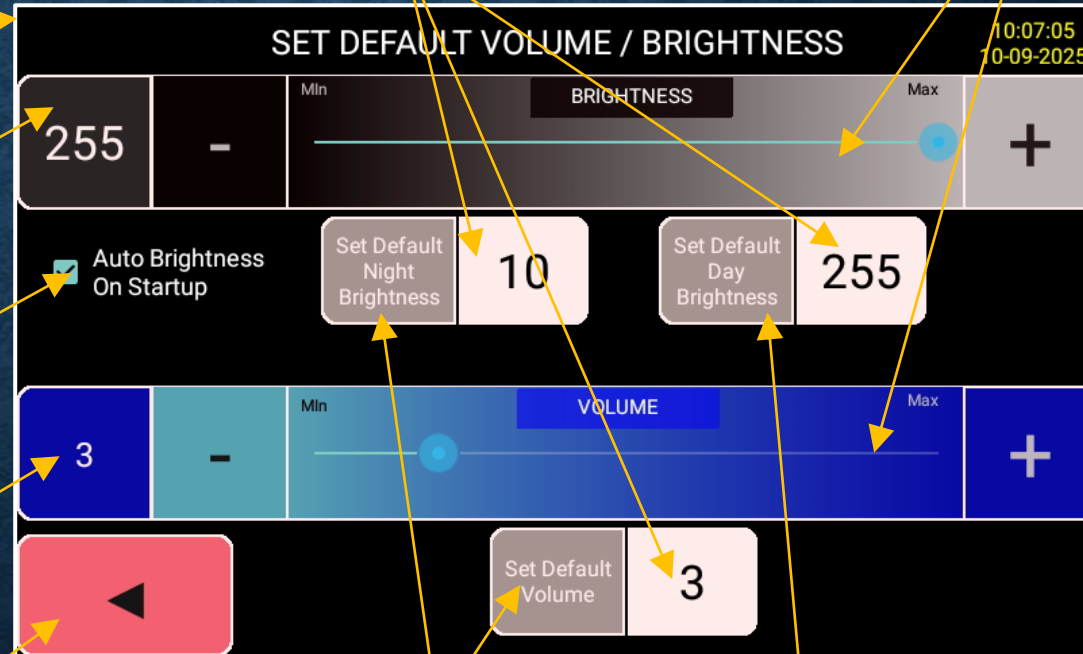 SET DEFAULT VOLUME / BRIGHTNESS
10:07:05
10-09-2025
255
-
MIn
BRIGHTNESS
Max
+
Auto Brightness
On Startup
Set Default
Night
Brightness
10
Set Default
Day
Brightness
255
3
-
MIn
VOLUME
Max
+
Set Default
Volume
3